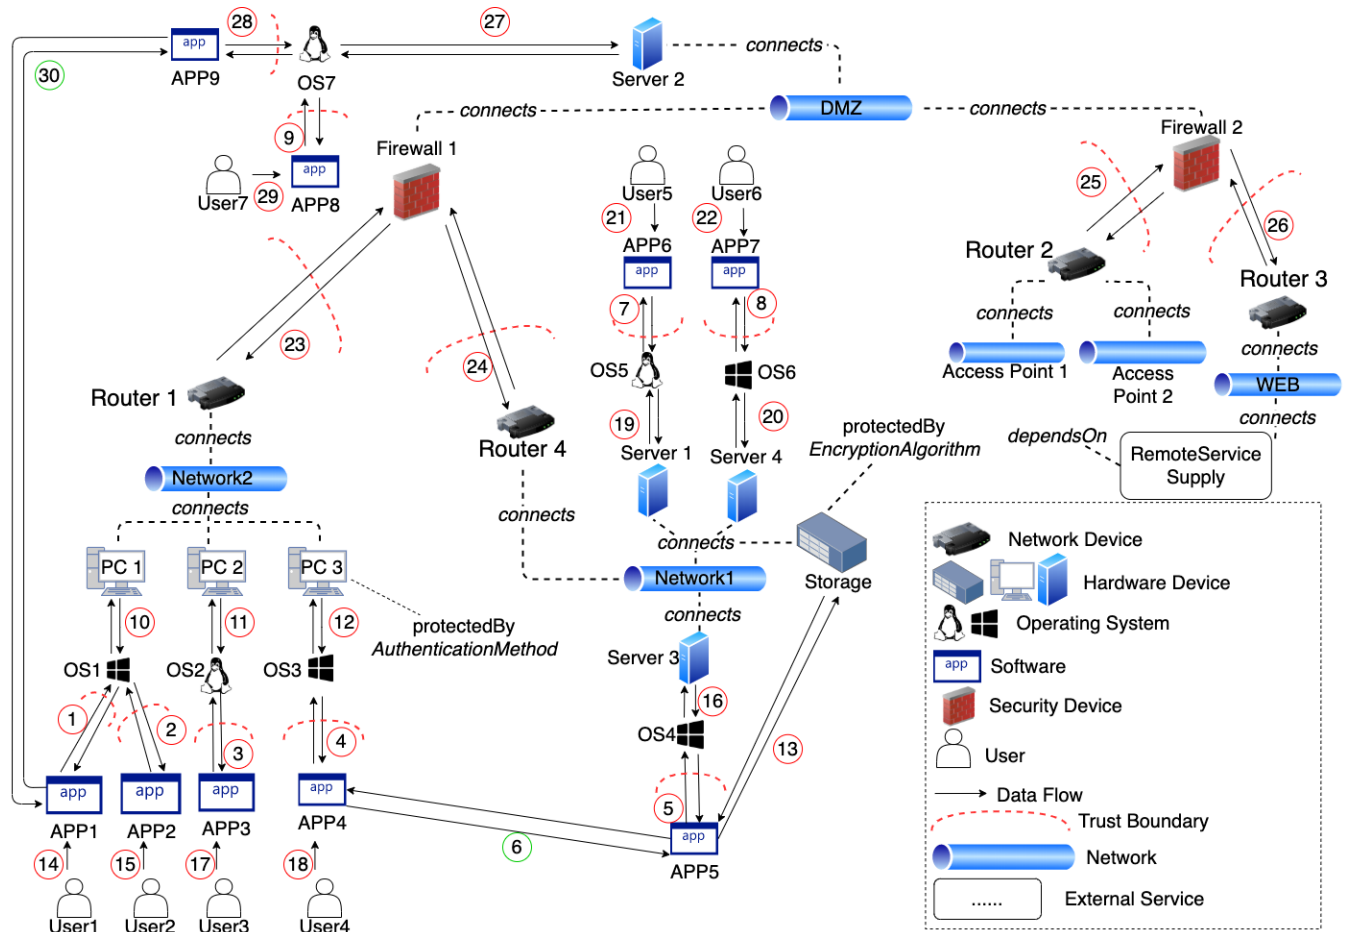 28
27
app
30
APP9
OS7
Server 2
connects
connects
DMZ
connects
9
Firewall 1
Firewall 2
app
User7
29
APP8
User5
User6
25
21
22
26
APP6
APP7
app
app
Router 2
Router 3
7
8
connects
connects
23
24
OS5
OS6
connects
Access Point 1
Access
Point 2
WEB
Router 1
19
20
connects
connects
Router 4
Server 1
Server 4
protectedBy
EncryptionAlgorithm
dependsOn
RemoteService
Supply
Network2
connects
connects
connects
PC 1
PC 2
PC 3
Network1
Storage
connects
10
11
12
protectedBy
AuthenticationMethod
Server 3
OS1
OS2
OS3
16
OS4
1
2
3
4
13
5
app
app
app
app
app
APP1
APP2
APP3
APP4
6
APP5
14
15
17
18
User1
User2
User3
User4
Network Device
Hardware Device
Operating System
app
Software
Security Device
User
Data Flow
Trust Boundary
Network
......
External Service